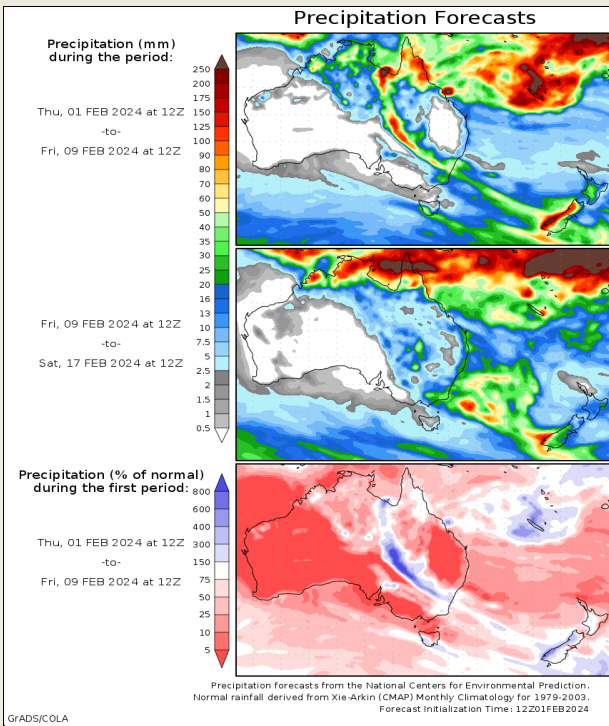 Precipitation Forecasts
Precipitation (mm)
during the period:
Thu, 01 FEB 2024 at 12Z
-to-
Fri, 09 FEB 2024 at 12Z
250
200
175
150
125
100
90
80
70
60
50
40
35
30
25
20
16
13
10
7.5
5
2.5
2
1.5
1
0.5
Fri, 09 FEB 2024 at 12Z
-to-
Sat, 17 FEB 2024 at 12Z
Precipitation (% of normal)
during the first period:
Thu, 01 FEB 2024 at 12Z
-to-
Fri, 09 FEB 2024 at 12Z
800
600
400
300
150
75
50
25
10
5
Precipitation forecasts from the National Centers for Environmental Prediction.
Normal rainfall derived from Xie-Arkin (CMAP) Monthly Climatology for 1979-2003.
Forecast Initialization Time: 12Z01FEB2024
GrADS/COLA